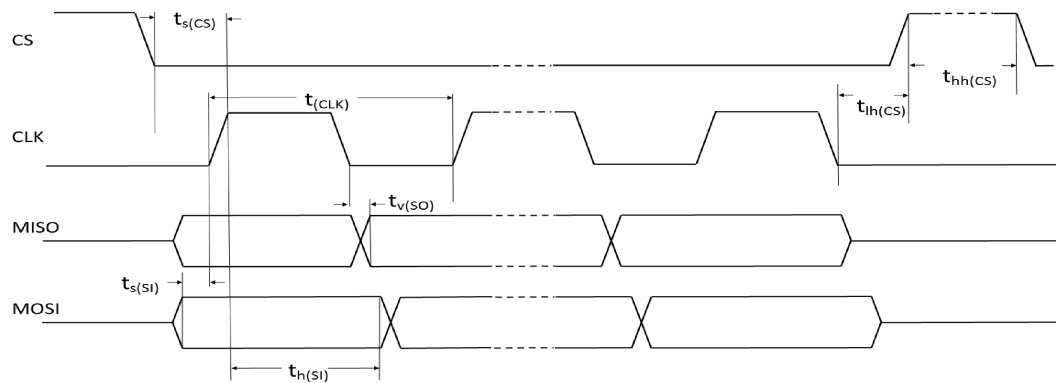 t_s(CS)
CS
t_hh(CS)
t_(CLK)
t_lh(CS)
CLK
t_v(SO)
MISO
t_s(SI)
MOSI
t_h(SI)